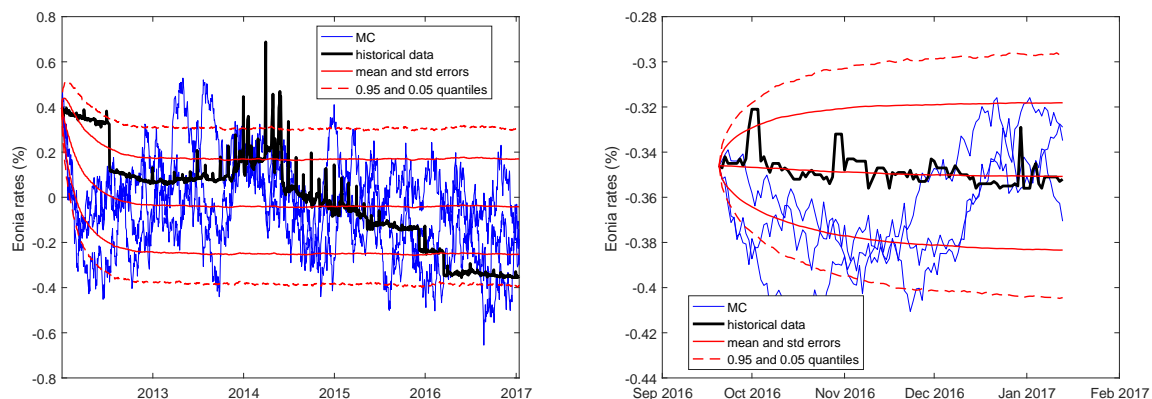 0.8
0.6
0.4
0.2
0
-0.2
-0.4
-0.6
-0.8
Eonia rates (%)
2013
2014
2015
2016
2017
MC
historical data
mean and std errors
0.95 and 0.05 quantiles
-0.28
-0.3
-0.32
-0.34
-0.36
-0.38
-0.4
-0.42
-0.44
Eonia rates (%)
MC
historical data
mean and std errors
0.95 and 0.05 quantiles
Sep 2016
Oct 2016
Nov 2016
Dec 2016
Jan 2017
Feb 2017